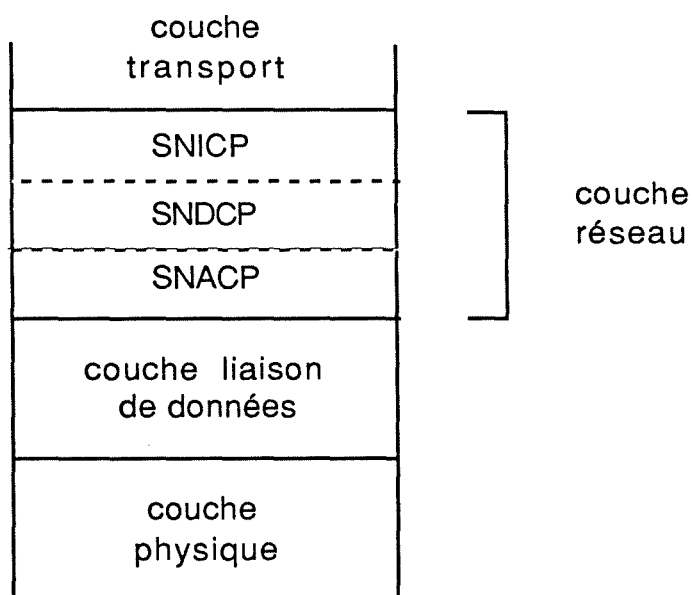 couche
transport
SNICP
SNDCP
SNACP
couche
réseau
couche liaison
de données
couche
physique